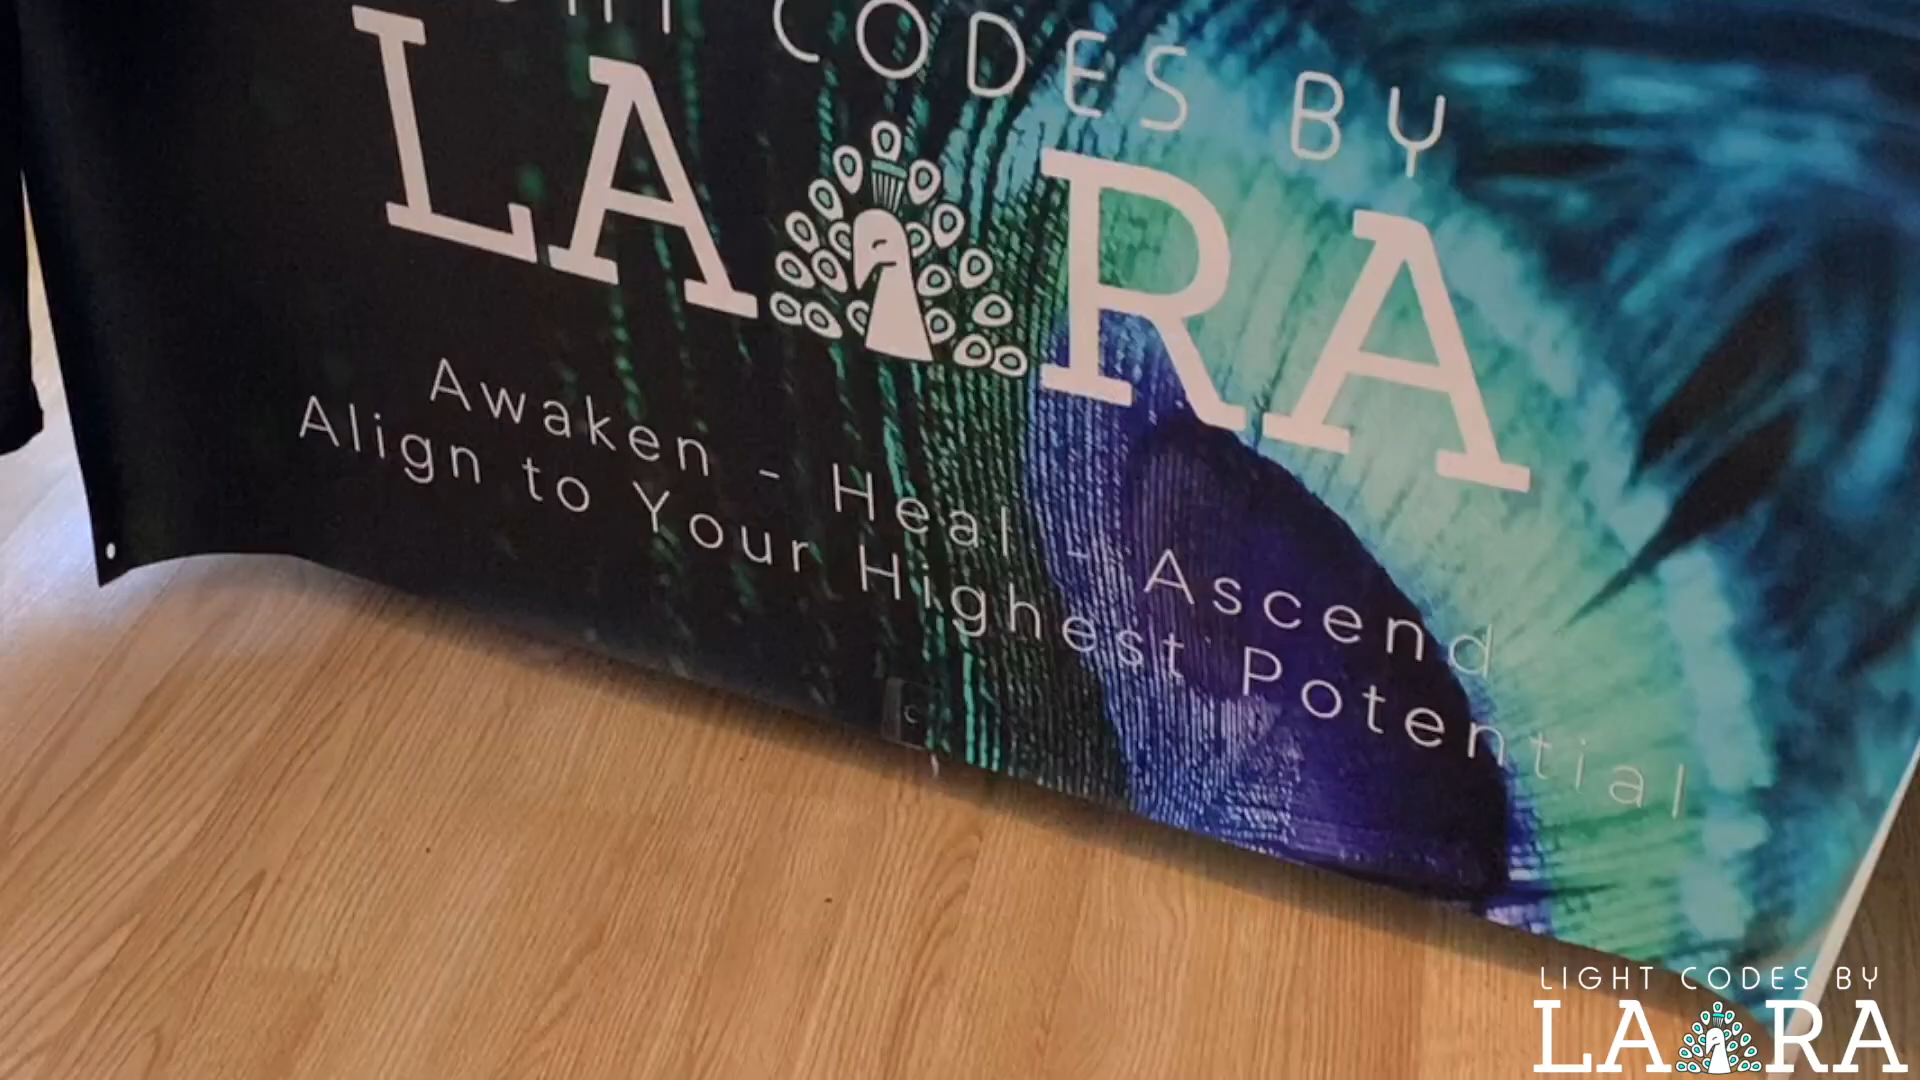 CODES BY
LARA
Awaken - Heal - Ascend
Align to Your Highest Potential
LIGHT CODES BY
LARA